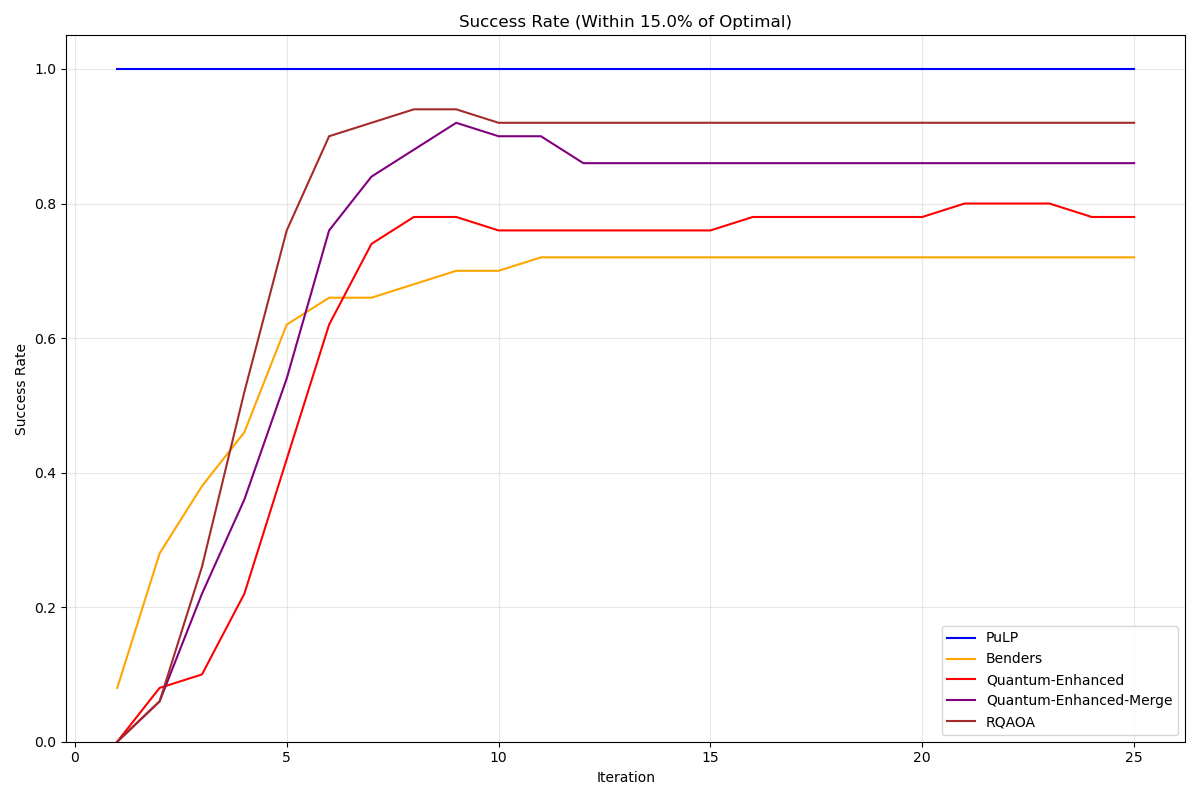 Success Rate (Within 15.0% of Optimal)
Success Rate
1.0
0.8
0.6
0.4
0.2
0.0
0 5 10 15 20 25
Iteration
PuLP
Benders
Quantum-Enhanced
Quantum-Enhanced-Merge
RQAOA